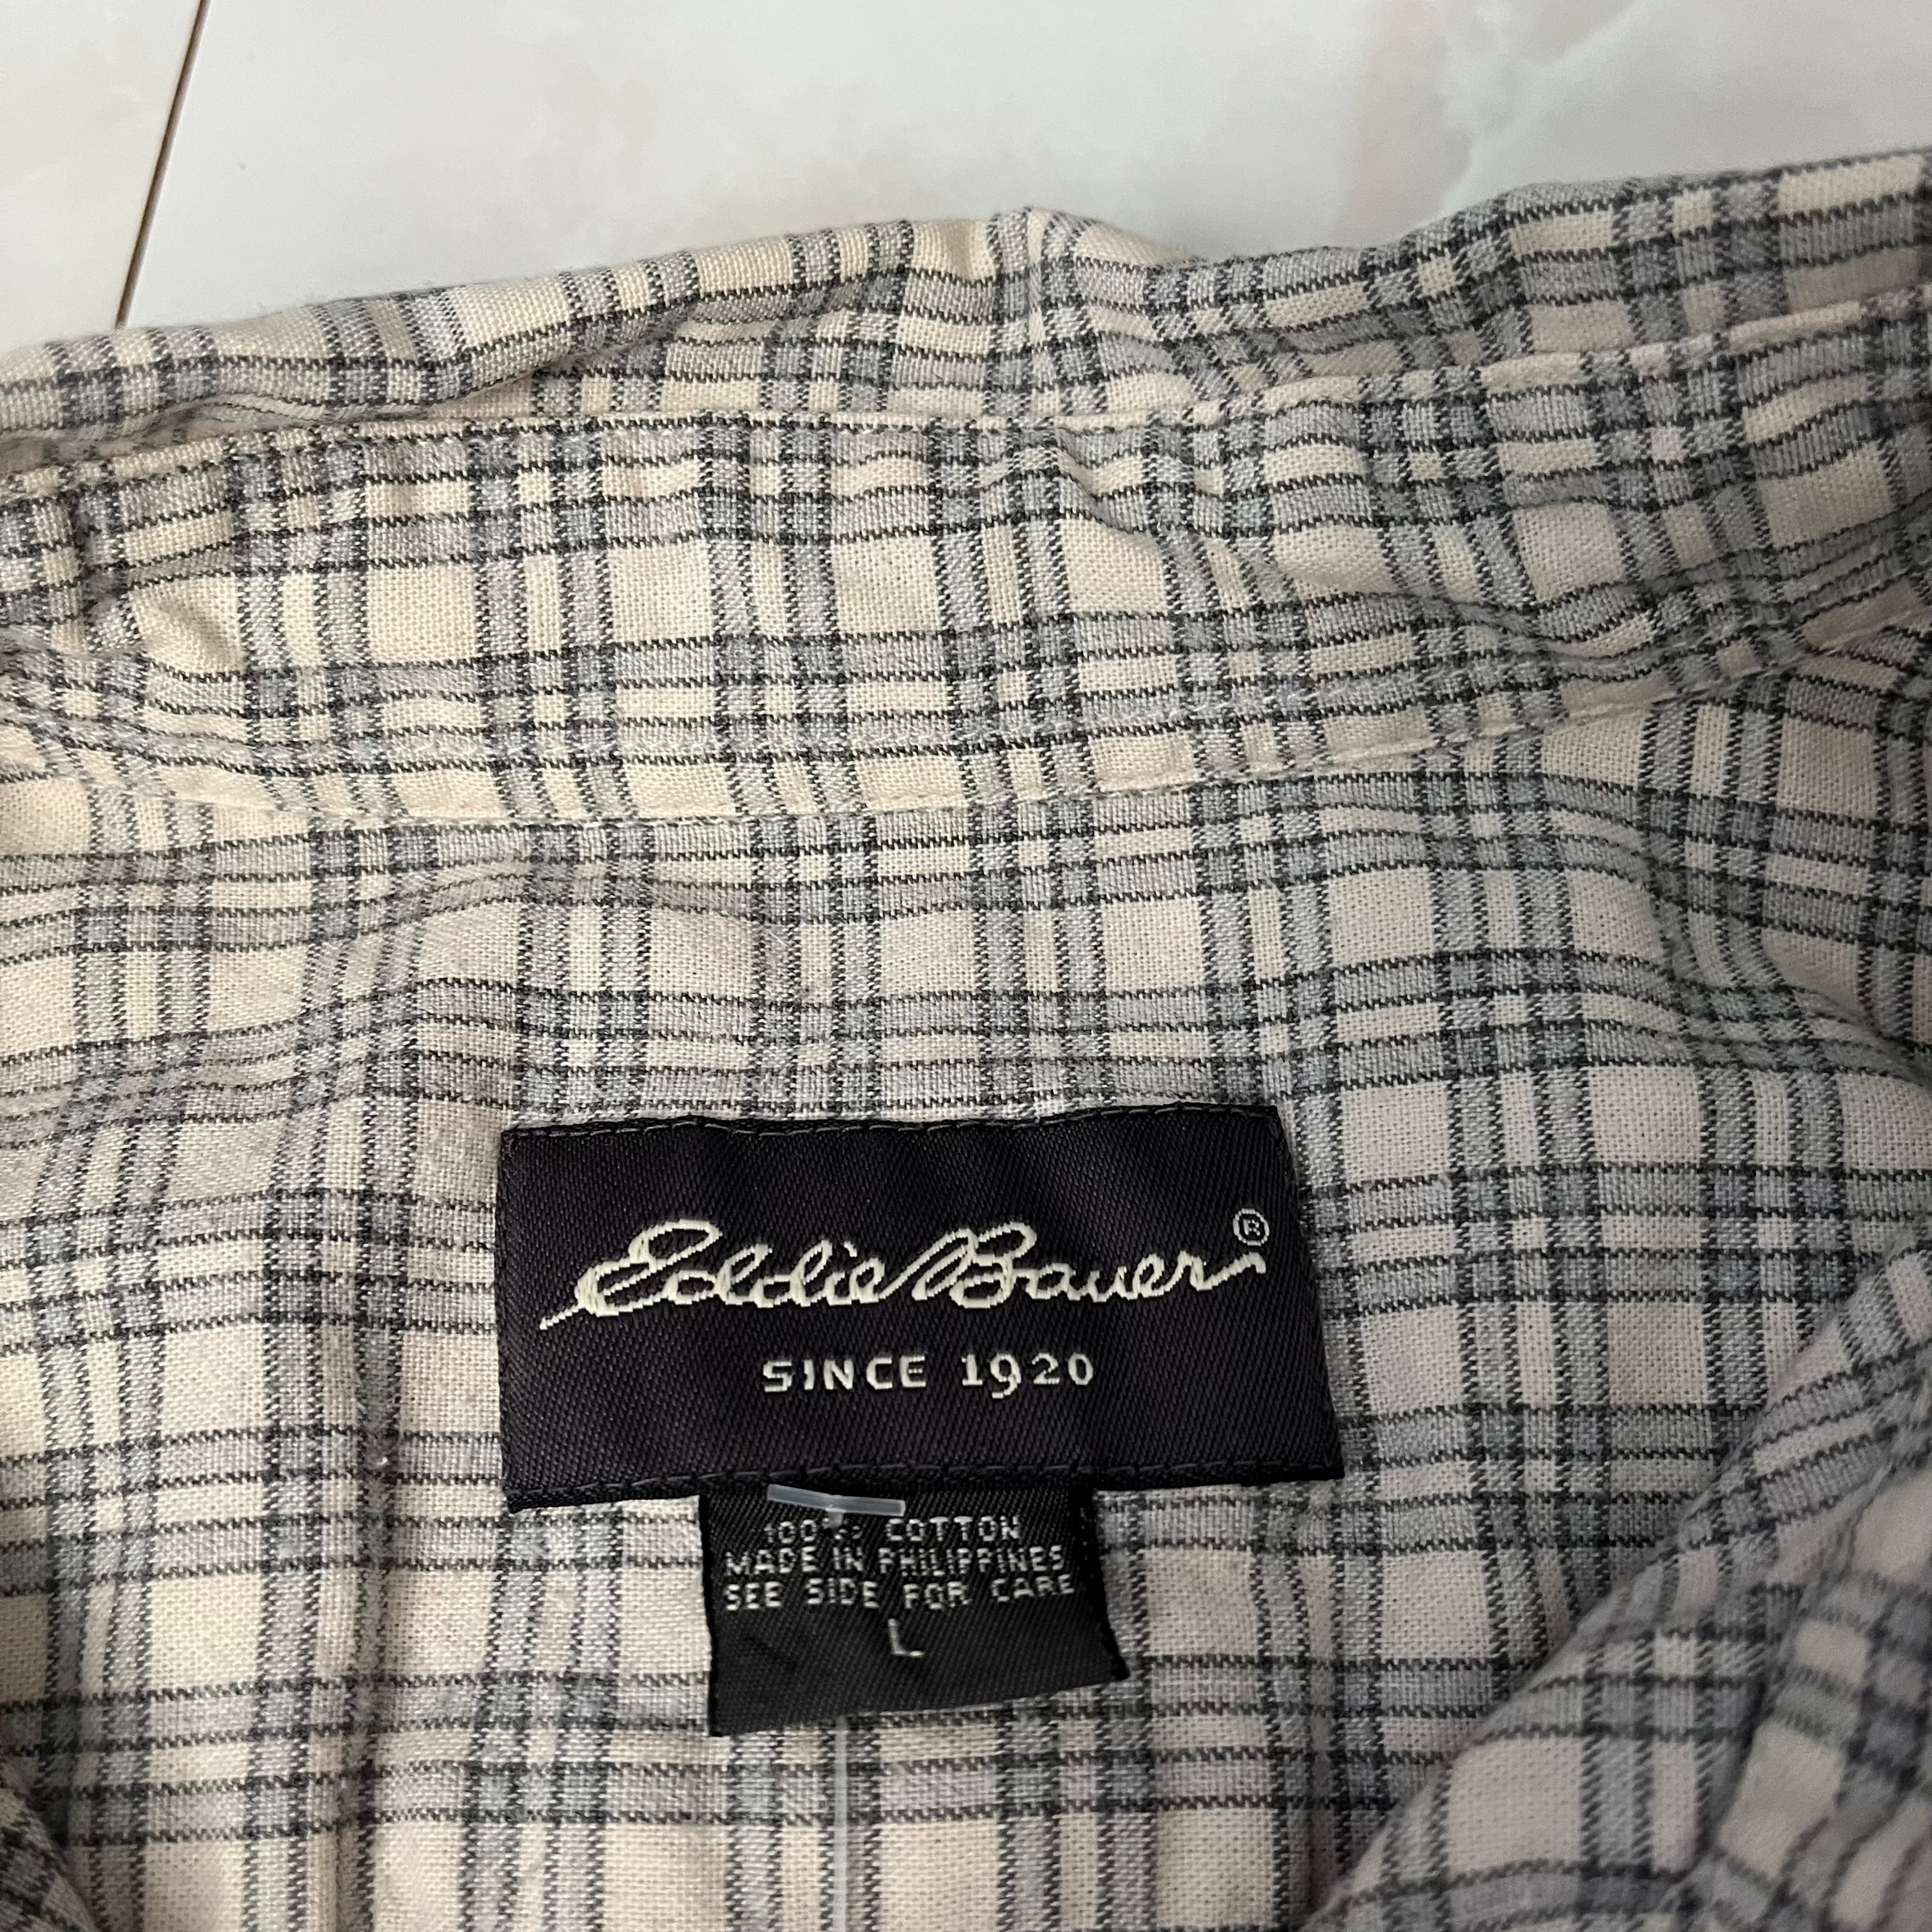 Eddie Bauer®
SINCE 1920
100% COTTON
MADE IN PHILIPPINES
SEE SIDE FOR CARE
L